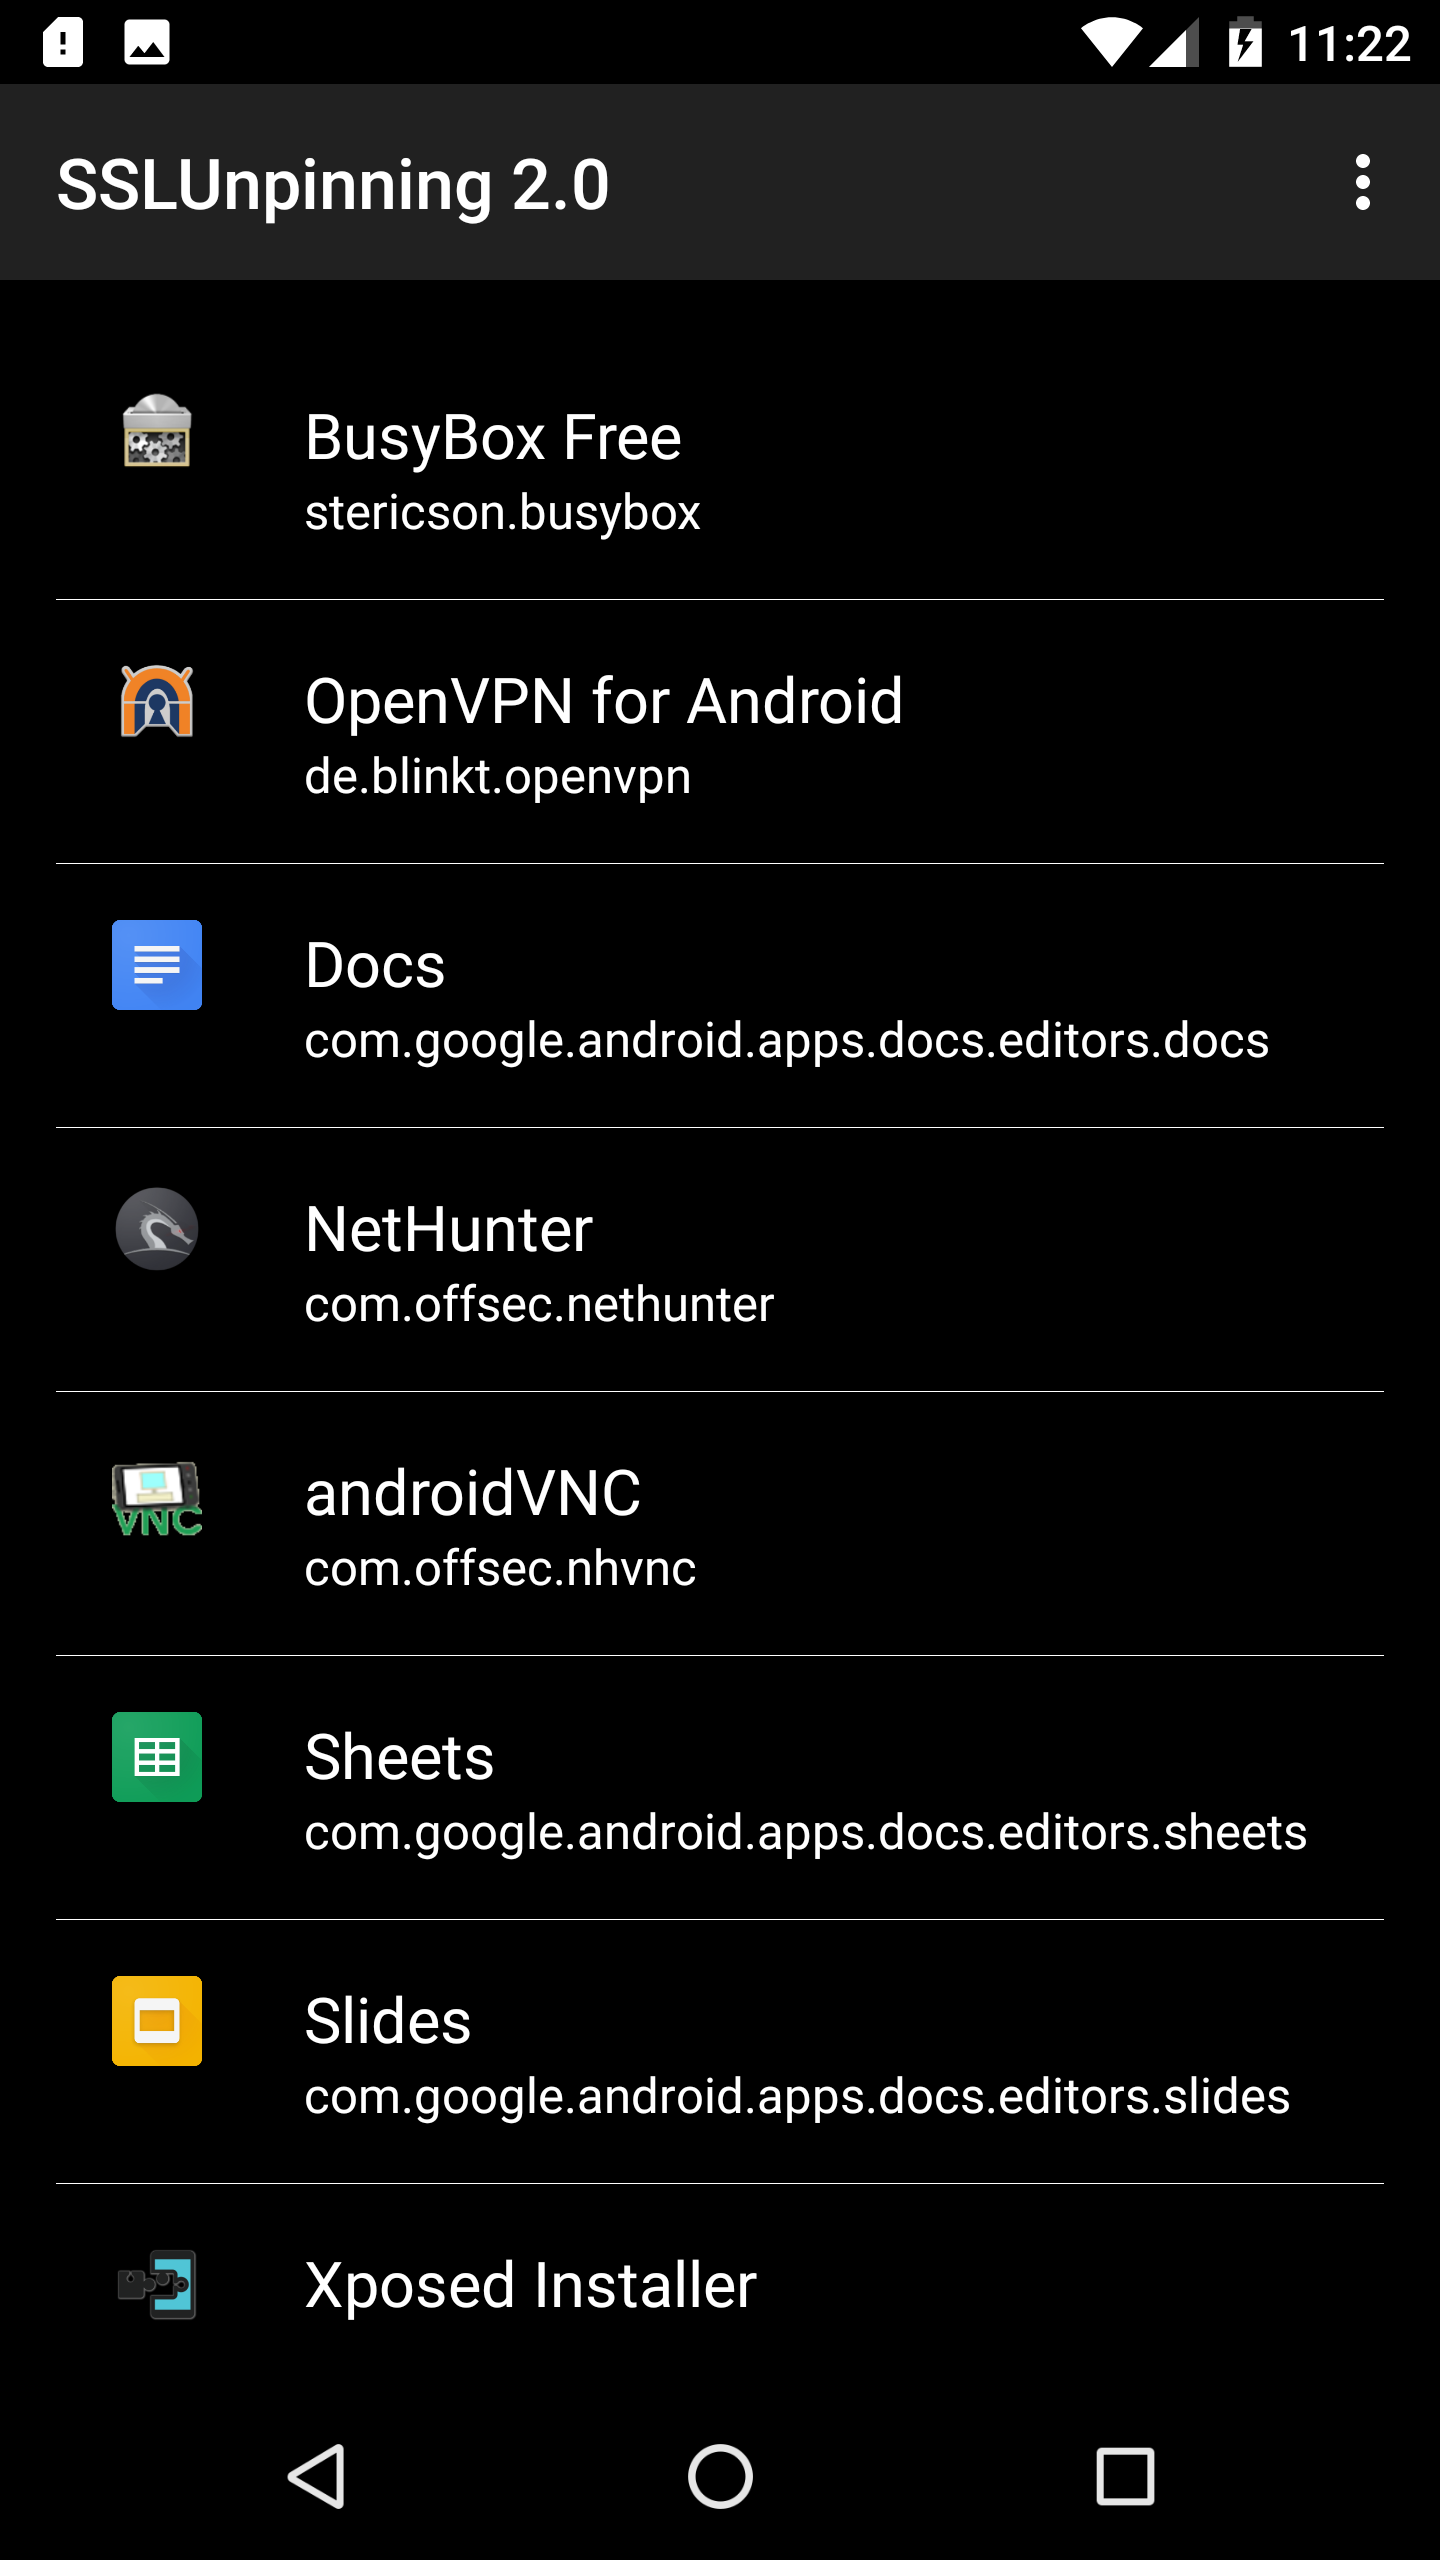 11:22
SSLUnpinning 2.0
BusyBox Free
stericson.busybox
OpenVPN for Android
de.blinkt.openvpn
Docs
com.google.android.apps.docs.editors.docs
NetHunter
com.offsec.nethunter
androidVNC
VNC
com.offsec.nhvnc
Sheets
com.google.android.apps.docs.editors.sheets
Slides
com.google.android.apps.docs.editors.slides
Xposed Installer